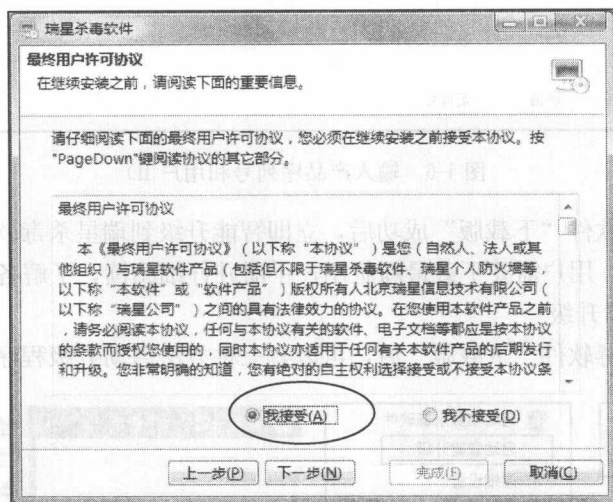 瑞星杀毒软件
最终用户许可协议
在继续安装之前，请阅读下面的重要信息。
请仔细阅读下面的最终用户许可协议，您必须在继续安装之前接受本协议。按
"PageDown"键阅读协议的其它部分。
最终用户许可协议
本《最终用户许可协议》（以下称“本协议”）是您（自然人、法人或其
他组织）与瑞星软件产品（包括但不限于瑞星杀毒软件、瑞星个人防火墙等，
以下称“本软件”或“软件产品”）版权所有人北京瑞星信息技术有限公司（
以下称“瑞星公司”）之间的具有法律效力的协议。在您使用本软件产品之前
，请务必阅读本协议，任何与本协议有关的软件、电子文档等都应是按本协议
的条款而授权您使用的，同时本协议亦适用于任何有关本软件产品的后期发行
和升级。您非常明确的知道，您有绝对的自主权利选择接受或不接受本协议条
我接受(A) 我不接受(D)
上一步(P) 下一步(N) 完成(F) 取消(C)